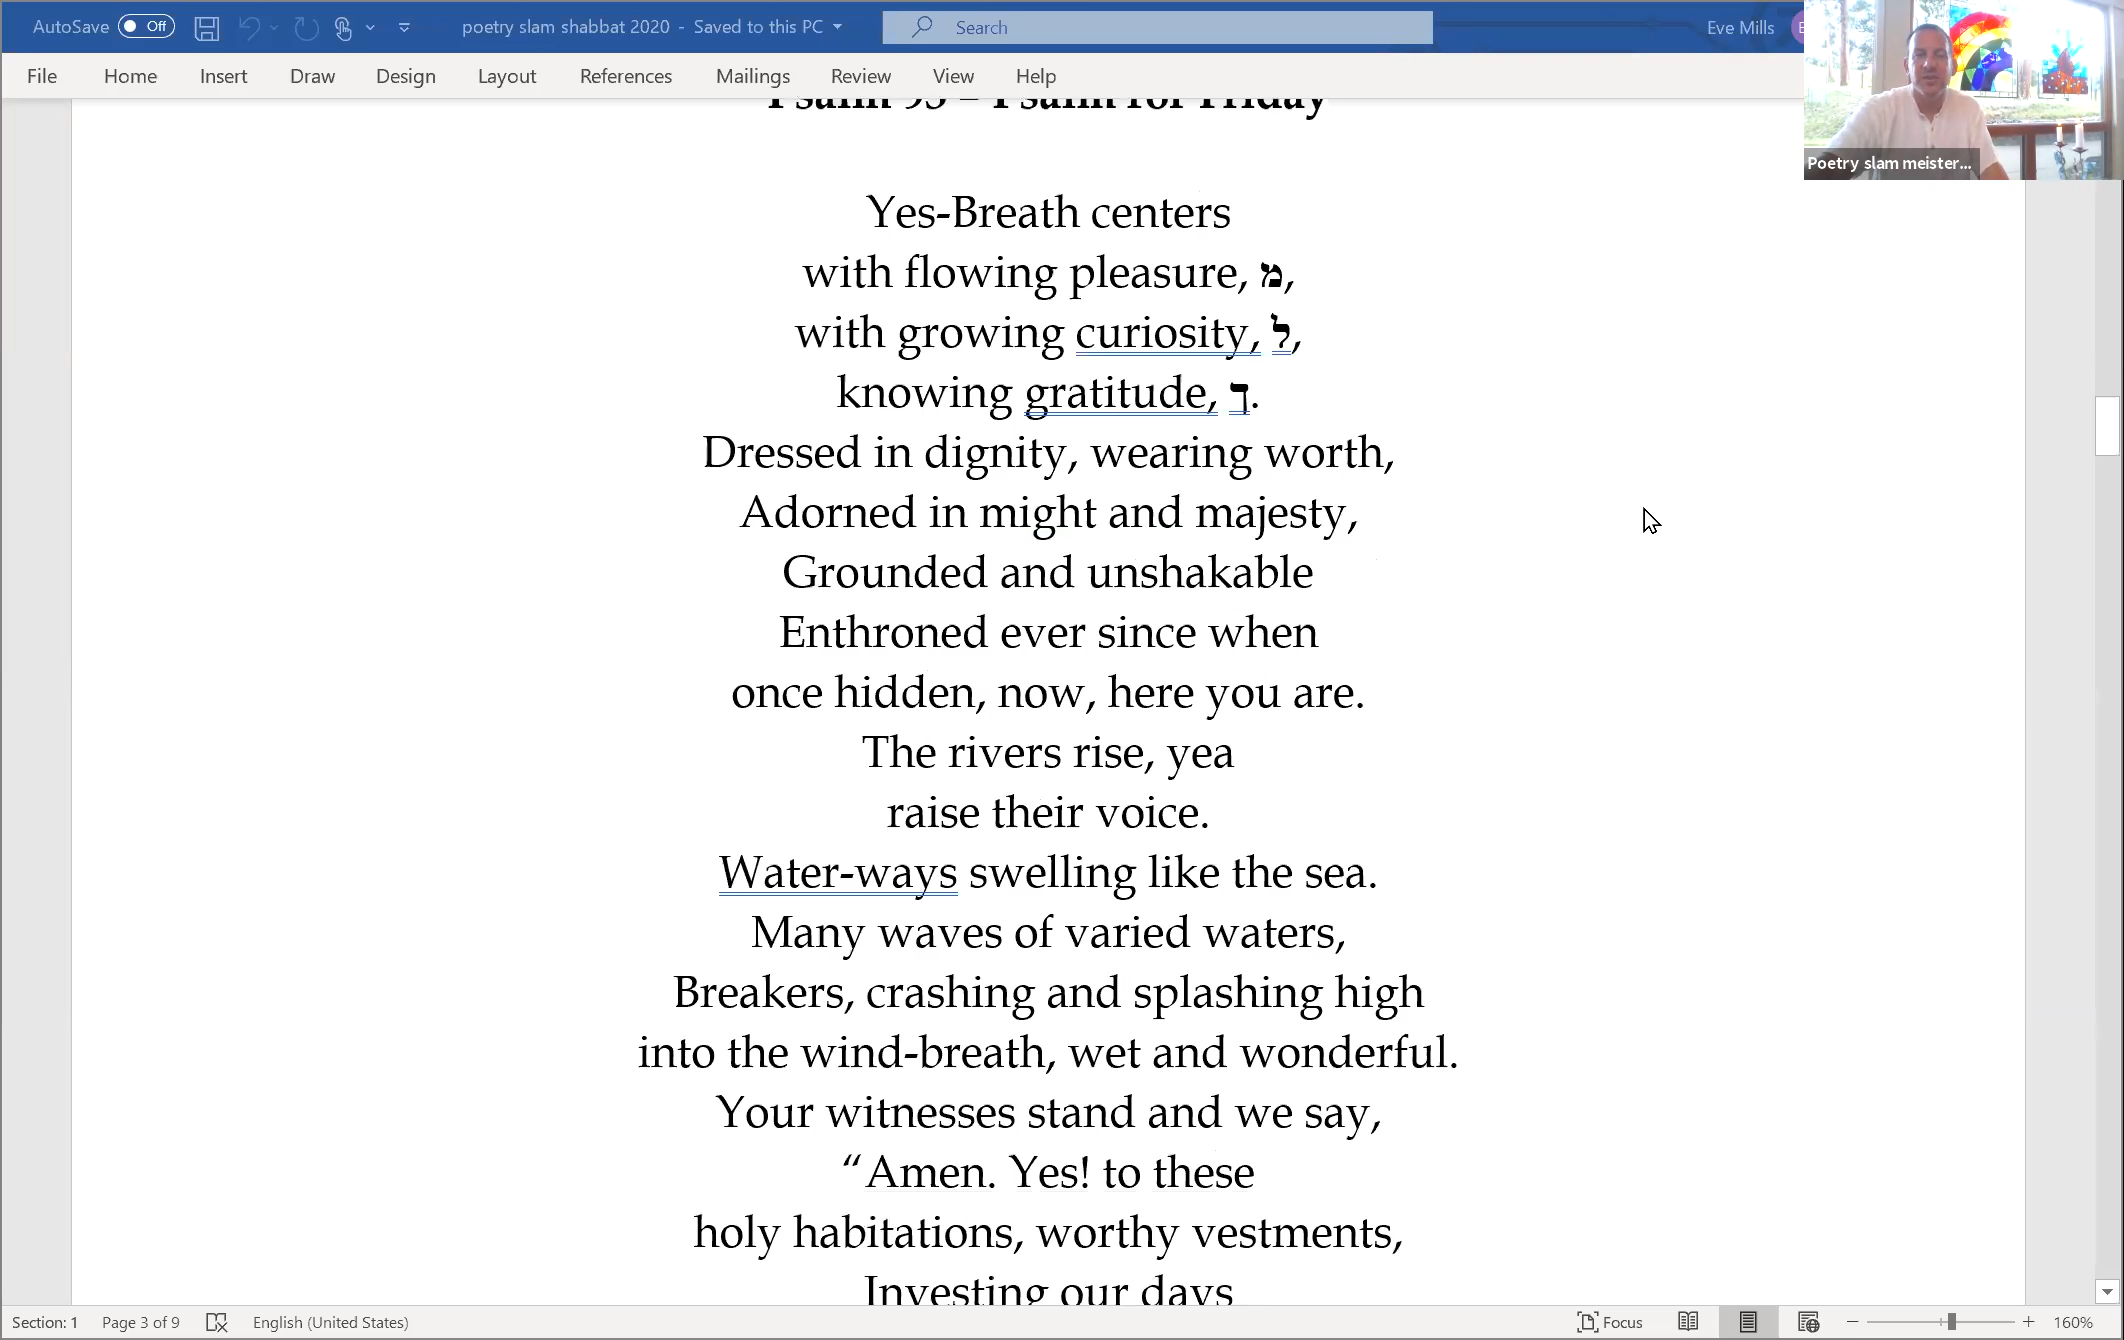 AutoSave Off poetry slam shabbat 2020 - Saved to this PC Search Eve Mills
File Home Insert Draw Design Layout References Mailings Review View Help
Psalm 93 – Psalm for Friday
Yes-Breath centers
with flowing pleasure, מ,
with growing curiosity, ל,
knowing gratitude, ך.
Dressed in dignity, wearing worth,
Adorned in might and majesty,
Grounded and unshakable
Enthroned ever since when
once hidden, now, here you are.
The rivers rise, yea
raise their voice.
Water-ways swelling like the sea.
Many waves of varied waters,
Breakers, crashing and splashing high
into the wind-breath, wet and wonderful.
Your witnesses stand and we say,
“Amen. Yes! to these
holy habitations, worthy vestments,
Investing our days
Poetry slam meister...
Section: 1 Page 3 of 9 English (United States) Focus 160%